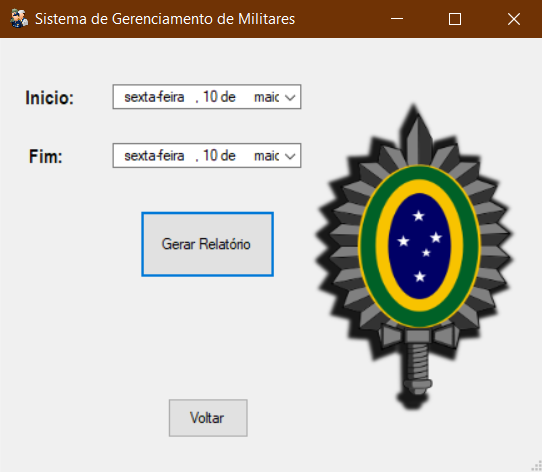 Sistema de Gerenciamento de Militares
Inicio:
sexta-feira , 10 de maio
Fim:
sexta-feira , 10 de maio
Gerar Relatório
Voltar